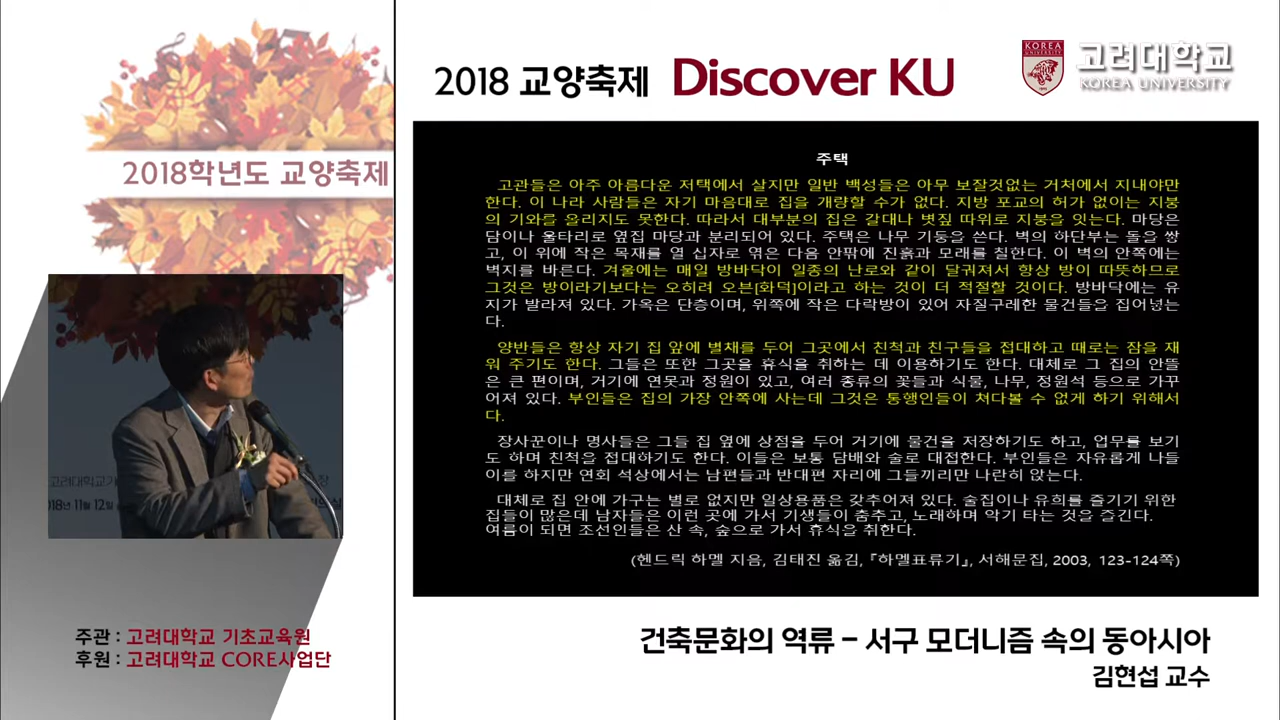 2018학년도 교양축제
2018 교양축제 Discover KU
KOREA
고려대학교
KOREA UNIVERSITY
주택
고관들은 아주 아름다운 저택에서 살지만 일반 백성들은 아무 보잘것없는 거처에서 지내야만
한다. 이 나라 사람들은 자기 마음대로 집을 개량할 수가 없다. 지방 포교의 허가 없이는 지붕
의 기와를 올리지도 못한다. 따라서 대부분의 집은 갈대나 볏짚 따위로 지붕을 잇는다. 마당은
담이나 울타리로 옆집 마당과 분리되어 있다. 주택은 나무 기둥을 쓴다. 벽의 하단부는 돌을 쌓
고, 이 위에 작은 목재를 열 십자로 엮은 다음 안팎에 진흙과 모래를 칠한다. 이 벽의 안쪽에는
벽지를 바른다. 겨울에는 매일 방바닥이 일종의 난로와 같이 달궈져서 항상 방이 따뜻하므로
그것은 방이라기보다는 오히려 오븐[화덕]이라고 하는 것이 더 적절할 것이다. 방바닥에는 유
지가 발라져 있다. 가옥은 단층이며, 위쪽에 작은 다락방이 있어 자질구레한 물건들을 집어넣는
다.
양반들은 항상 자기 집 앞에 별채를 두어 그곳에서 친척과 친구들을 접대하고 때로는 잠을 재
워 주기도 한다. 그들은 또한 그곳을 휴식을 취하는 데 이용하기도 한다. 대체로 그 집의 안뜰
은 큰 편이며, 거기에 연못과 정원이 있고, 여러 종류의 꽃들과 식물, 나무, 정원석 등으로 가꾸
어져 있다. 부인들은 집의 가장 안쪽에 사는데 그것은 통행인들이 쳐다볼 수 없게 하기 위해서
다.
장사꾼이나 명사들은 그들 집 옆에 상점을 두어 거기에 물건을 저장하기도 하고, 업무를 보기
도 하며 친척을 접대하기도 한다. 이들은 보통 담배와 술로 대접한다. 부인들은 자유롭게 나들
이를 하지만 연회 석상에서는 남편들과 반대편 자리에 그들끼리만 나란히 앉는다.
대체로 집 안에 가구는 별로 없지만 일상용품은 갖추어져 있다. 술집이나 유희를 즐기기 위한
집들이 많은데 남자들은 이런 곳에 가서 기생들이 춤추고, 노래하며 악기 타는 것을 즐긴다.
여름이 되면 조선인들은 산 속, 숲으로 가서 휴식을 취한다.
(헨드릭 하멜 지음, 김태진 옮김, 『하멜표류기』, 서해문집, 2003, 123-124쪽)
고려대학교
11월 12일
주관 : 고려대학교 기초교육원
후원 : 고려대학교 CORE사업단
건축문화의 역류 – 서구 모더니즘 속의 동아시아
김현섭 교수